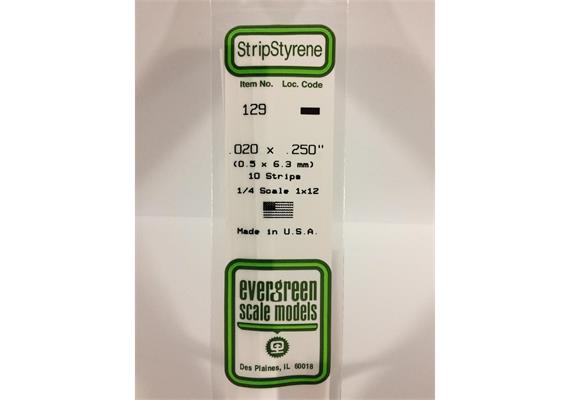 StripStyrene
Item No. Loc. Code
129
.020 x .250"
(0.5 x 6.3 mm)
10 Strips
1/4 Scale 1x12
Made in U.S.A.
evergreen
scale models
Des Plaines, IL 60018